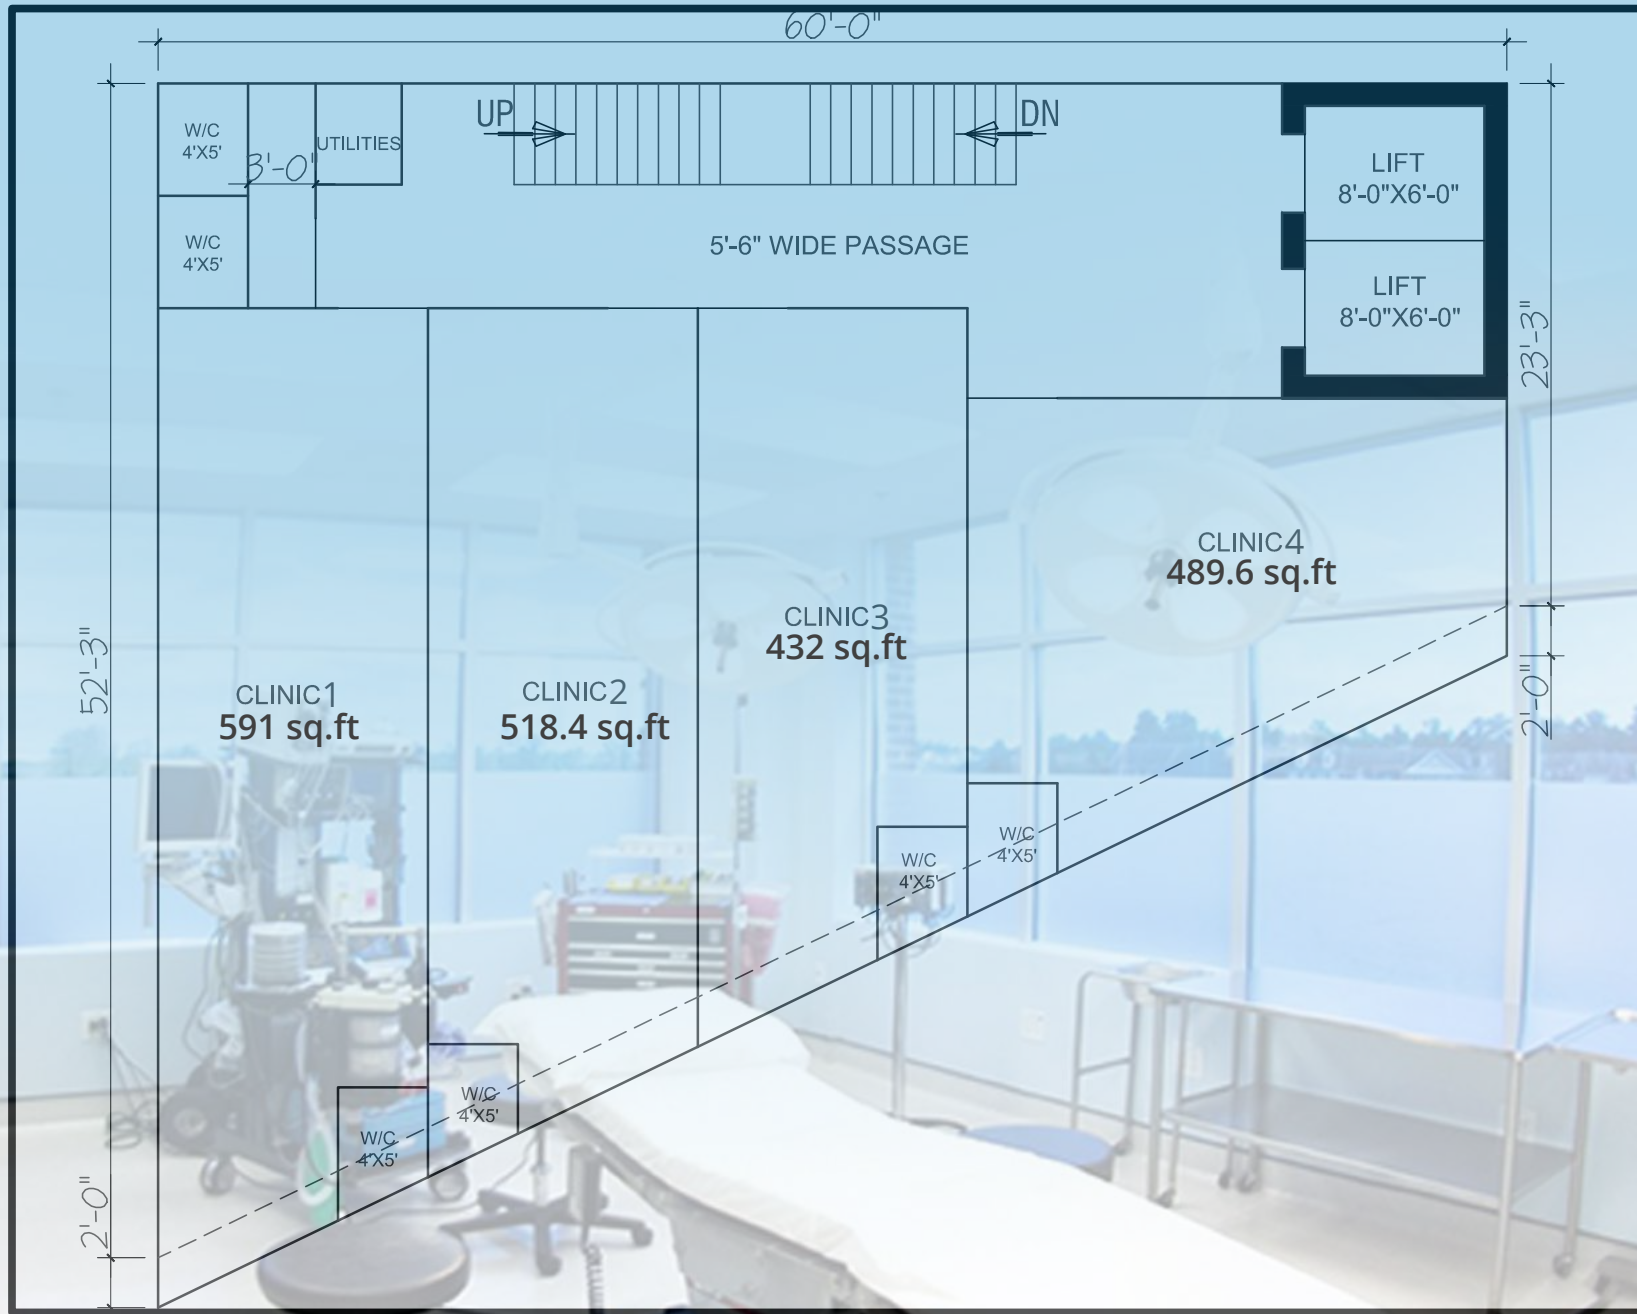 60'-0"
W/C
4'X5'
3'-0"
UTILITIES
UP
DN
LIFT
8'-0"X6'-0"
W/C
4'X5'
5'-6" WIDE PASSAGE
LIFT
8'-0"X6'-0"
23'-3"
CLINIC4
489.6 sq.ft
CLINIC3
432 sq.ft
52'-3"
CLINIC1
591 sq.ft
CLINIC2
518.4 sq.ft
2'-0"
W/C
4'X5'
W/C
4'X5'
W/C
4'X5'
W/C
4'X5'
2'-0"